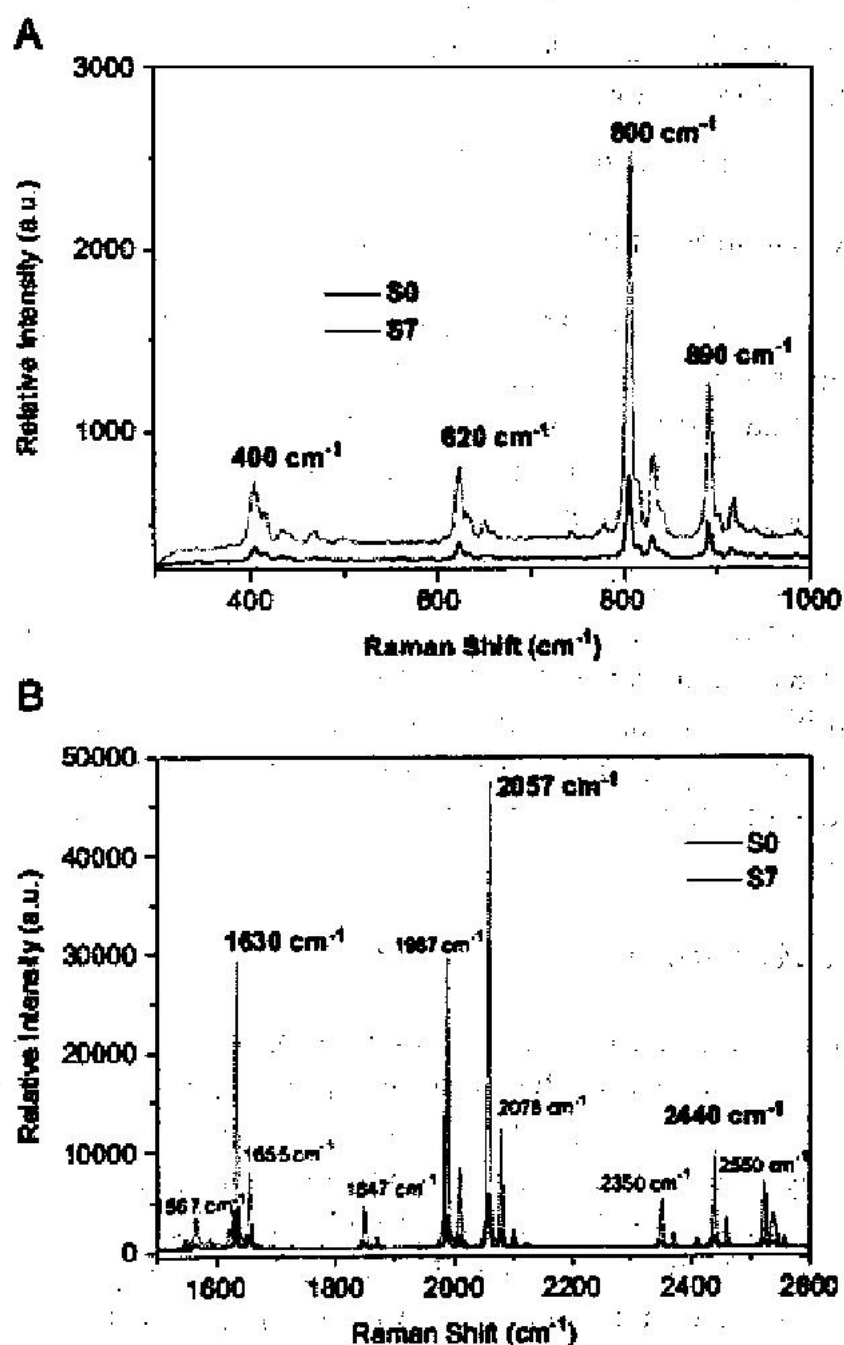 A
3000
2000
1000
Relative Intensity (a.u.)
S0
S7
400 cm-1
620 cm-1
800 cm-1
890 cm-1
400
600
800
1000
Raman Shift (cm-1)
B
50000
40000
30000
20000
10000
0
Relative Intensity (a.u.)
S0
S7
1567 cm-1
1630 cm-1
1655 cm-1
1847 cm-1
1987 cm-1
2057 cm-1
2078 cm-1
2350 cm-1
2440 cm-1
2550 cm-1
1600
1800
2000
2200
2400
2600
Raman Shift (cm-1)